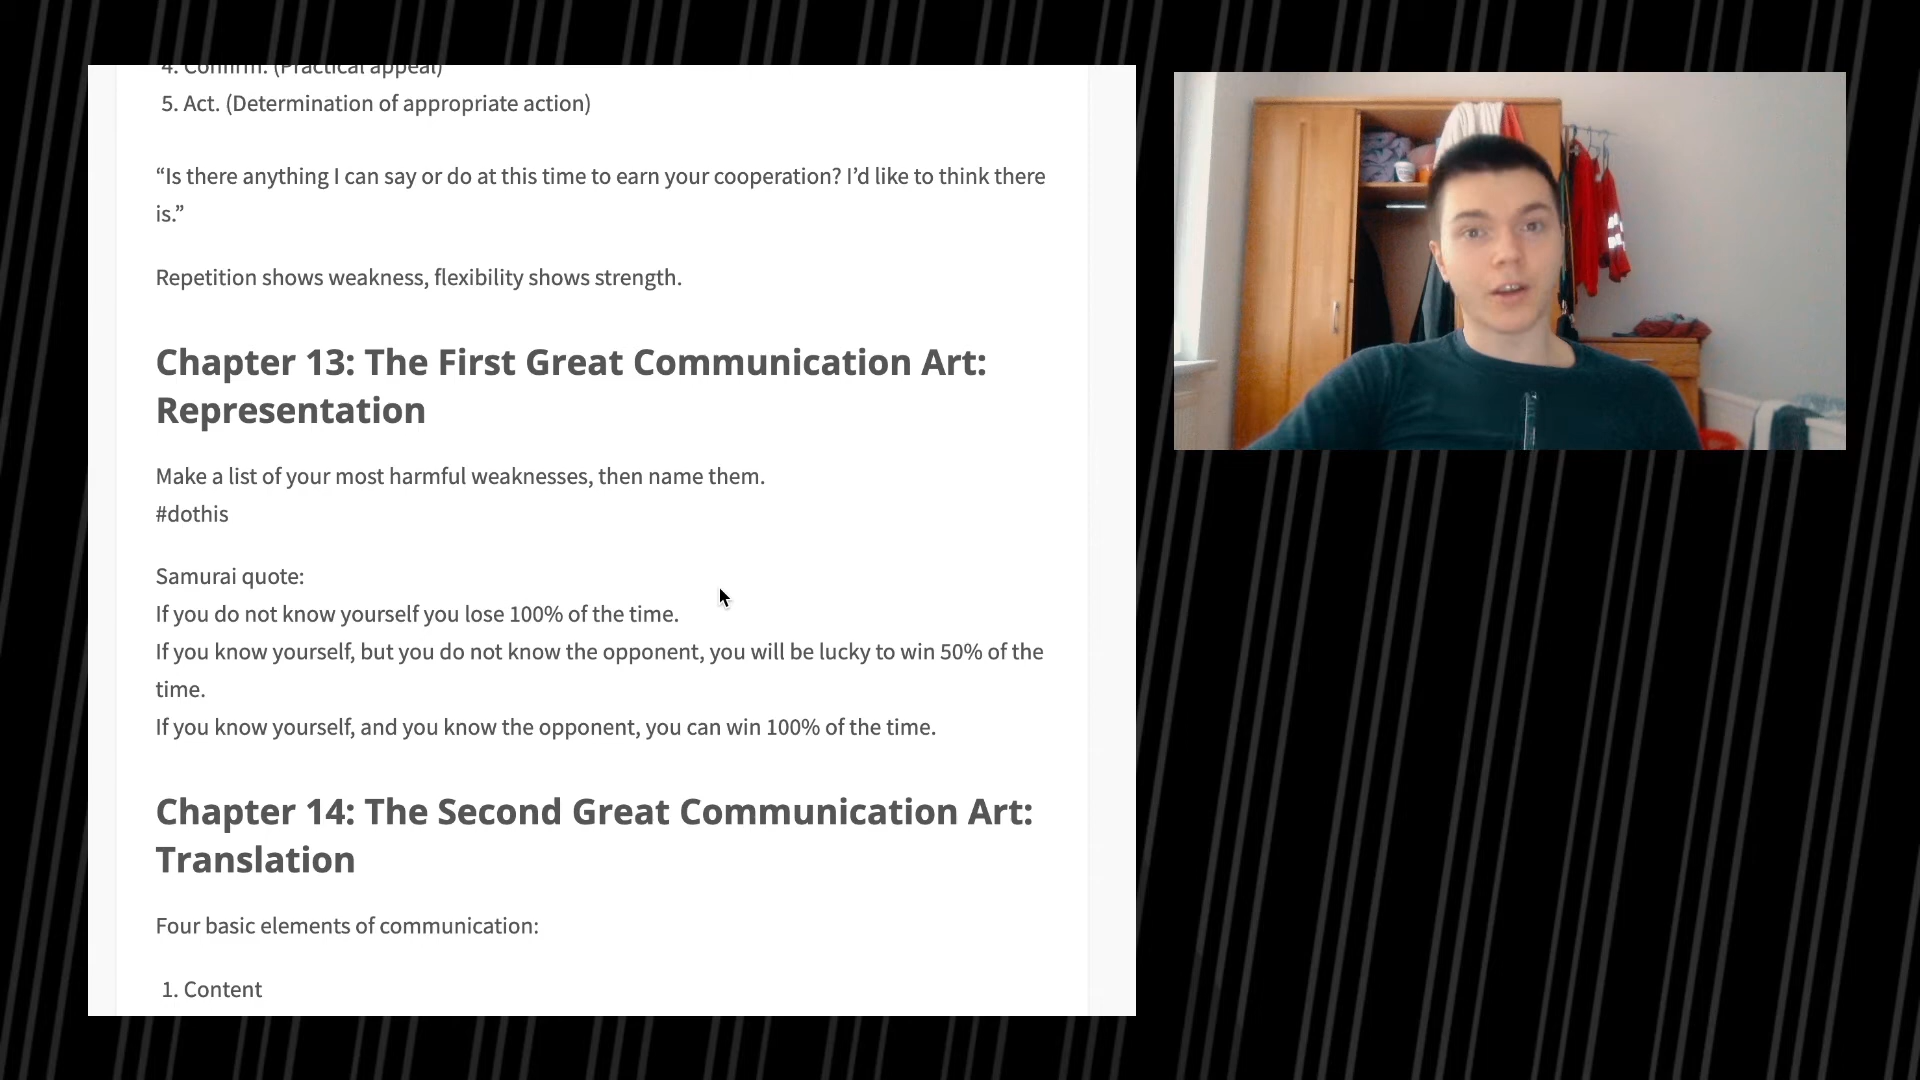 4. Confirm. (Practical appeal)
5. Act. (Determination of appropriate action)
“Is there anything I can say or do at this time to earn your cooperation? I’d like to think there
is.”
Repetition shows weakness, flexibility shows strength.
Chapter 13: The First Great Communication Art:
Representation
Make a list of your most harmful weaknesses, then name them.
#dothis
Samurai quote:
If you do not know yourself you lose 100% of the time.
If you know yourself, but you do not know the opponent, you will be lucky to win 50% of the
time.
If you know yourself, and you know the opponent, you can win 100% of the time.
Chapter 14: The Second Great Communication Art:
Translation
Four basic elements of communication:
1. Content